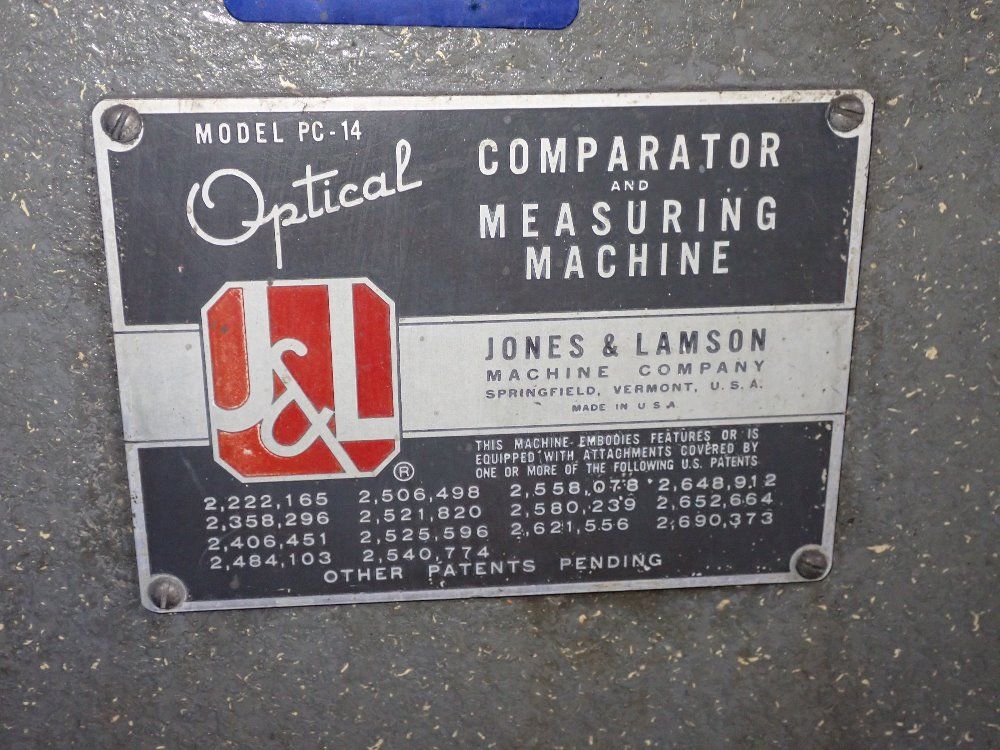 MODEL PC-14
Optical
COMPARATOR
AND
MEASURING
MACHINE
J&L
®
JONES & LAMSON
MACHINE COMPANY
SPRINGFIELD, VERMONT, U. S. A.
MADE IN U S A
THIS MACHINE EMBODIES FEATURES OR IS
EQUIPPED WITH ATTACHMENTS COVERED BY
ONE OR MORE OF THE FOLLOWING U.S. PATENTS
2,222,165 2,506,498 2,558,078 2,648,912
2,358,296 2,521,820 2,580,239 2,652,664
2,406,451 2,525,596 2,621,556 2,690,373
2,484,103 2,540,774
OTHER PATENTS PENDING